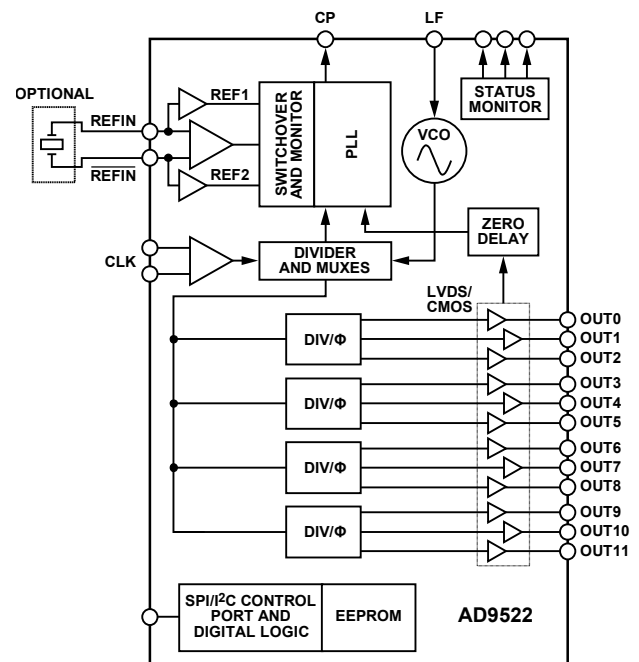 CP
LF
OPTIONAL
REFIN
REFIN
REF1
REF2
SWITCHOVER
AND MONITOR
PLL
VCO
STATUS
MONITOR
CLK
DIVIDER
AND MUXES
ZERO
DELAY
LVDS/
CMOS
DIV/Φ
OUT0
OUT1
OUT2
DIV/Φ
OUT3
OUT4
OUT5
DIV/Φ
OUT6
OUT7
OUT8
DIV/Φ
OUT9
OUT10
OUT11
SPI/I²C CONTROL
PORT AND
DIGITAL LOGIC
EEPROM
AD9522